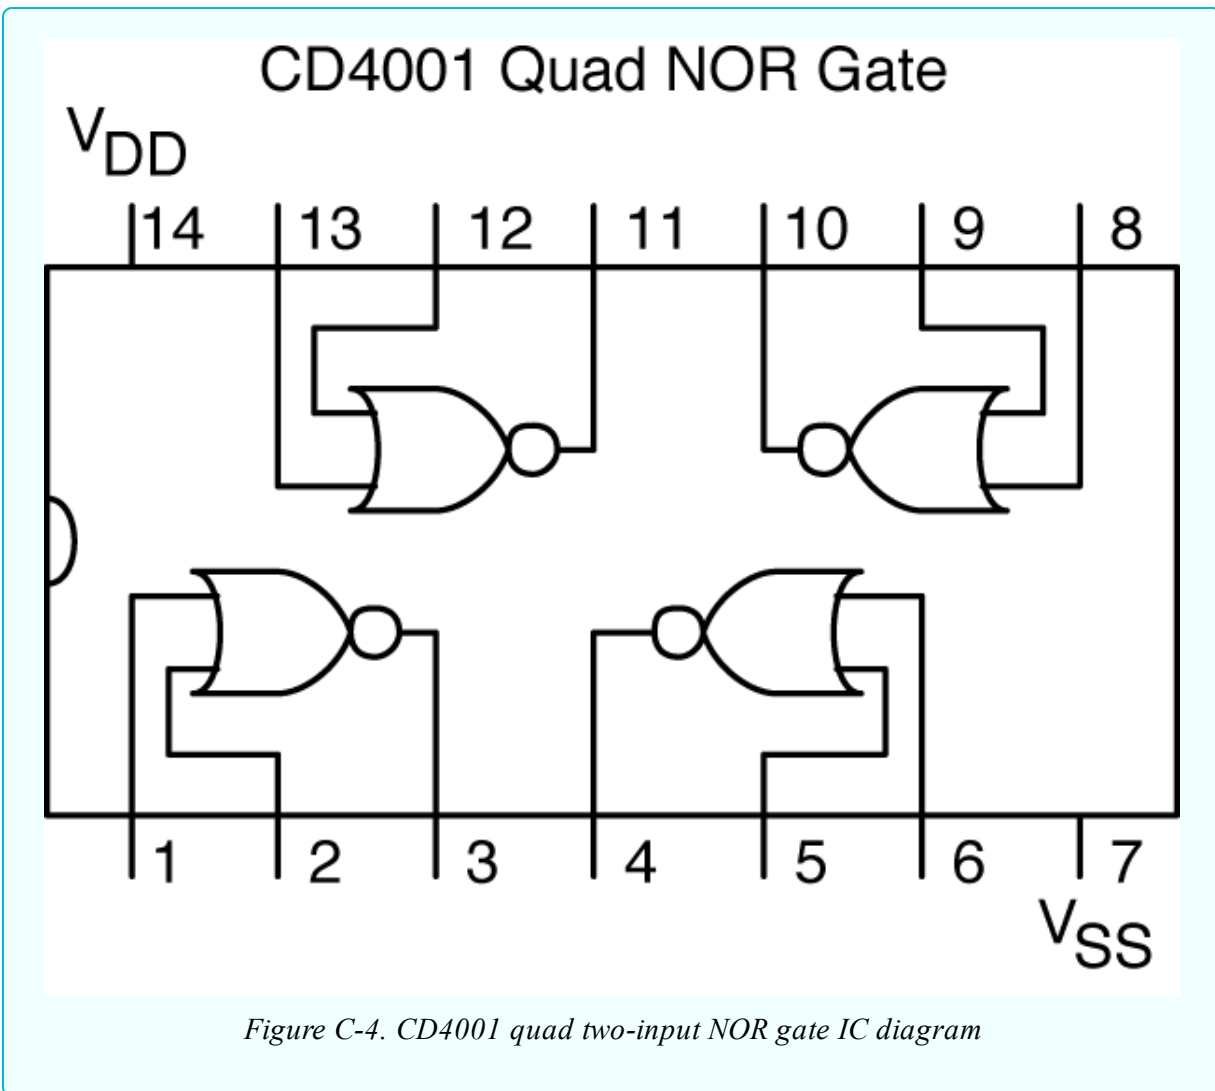 CD4001 Quad NOR Gate
VDD
14 13 12 11 10 9 8
1 2 3 4 5 6 7
VSS
Figure C-4. CD4001 quad two-input NOR gate IC diagram